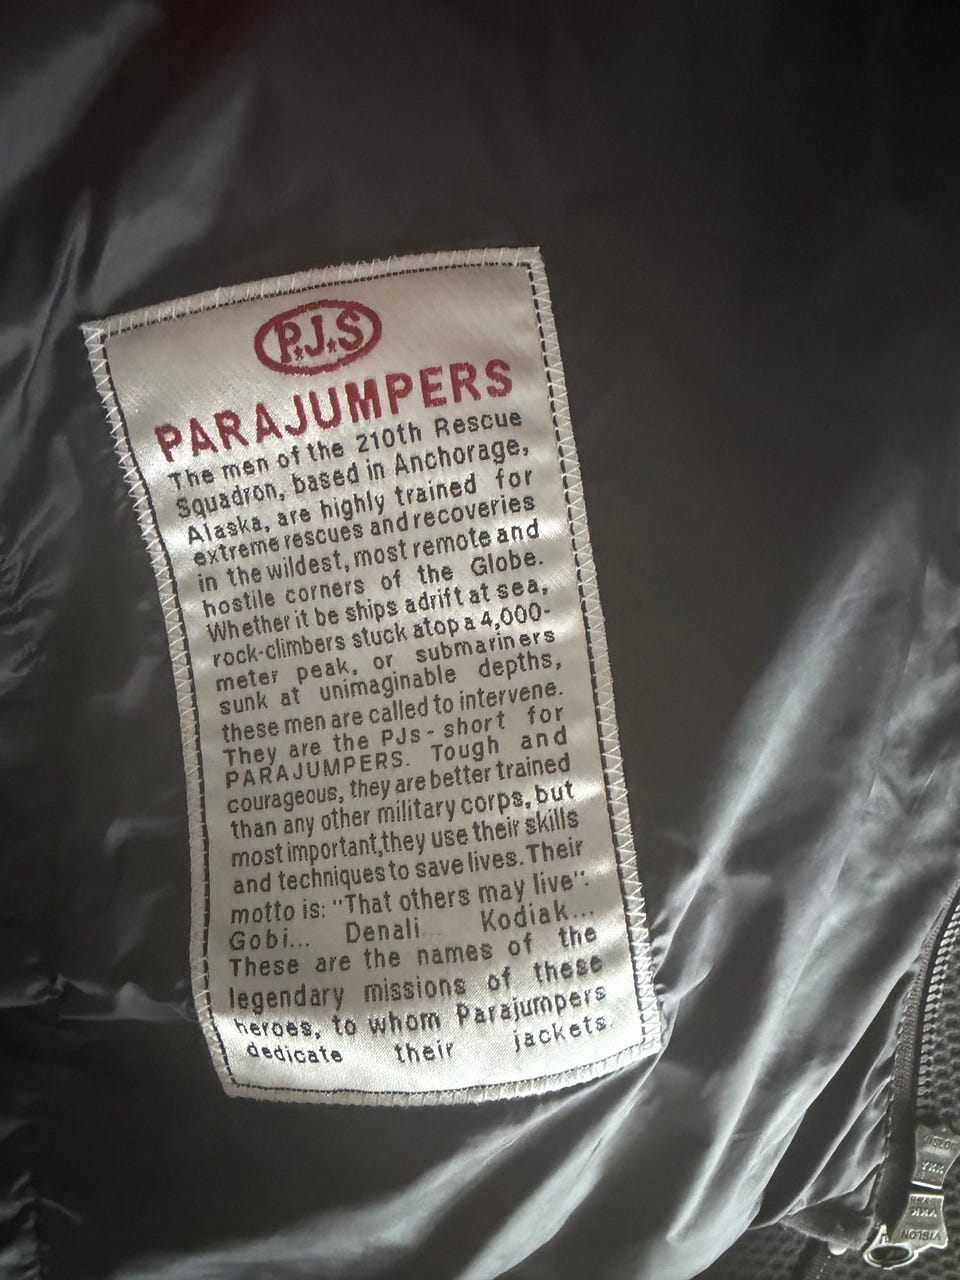 P.J.S
PARAJUMPERS
The men of the 210th Rescue
Squadron, based in Anchorage,
Alaska, are highly trained for
extreme rescues and recoveries
in the wildest, most remote and
hostile corners of the Globe.
Whether it be ships adrift at sea,
rock-climbers stuck atop a 4,000-
meter peak, or submariners
sunk at unimaginable depths,
these men are called to intervene.
They are the PJs - short for
PARAJUMPERS. Tough and
courageous, they are better trained
than any other military corps, but
most important,they use their skills
and techniques to save lives. Their
motto is: "That others may live".
Gobi... Denali... Kodiak...
These are the names of the
legendary missions of these
heroes, to whom Parajumpers
dedicate their jackets.
VISLON
YKK
YKK
VISLON